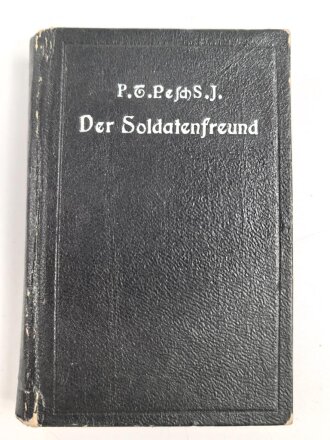 P.T.Peſch S.J.
Der Soldatenfreund